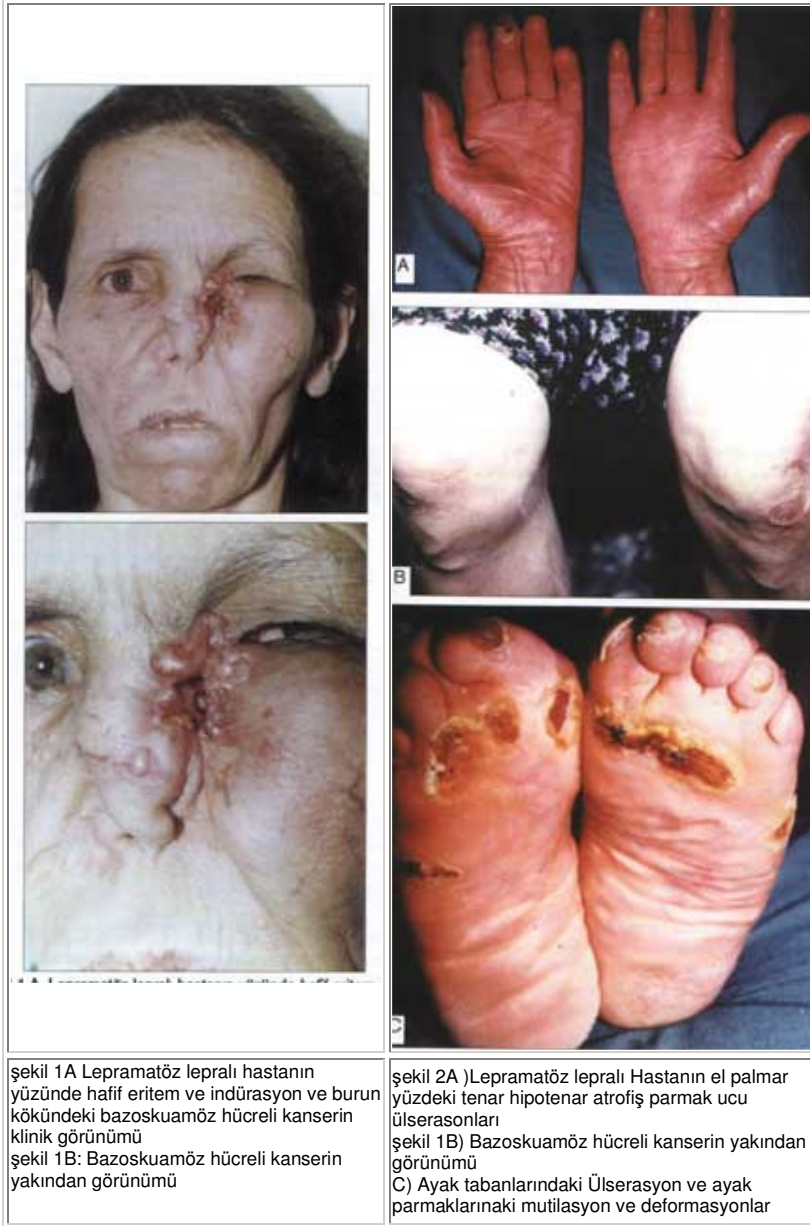 A
B
C
şekil 1A Lepramatöz lepralı hastanın
yüzünde hafif eritem ve indürasyon ve burun
kökündeki bazoskuamöz hücreli kanserin
klinik görünümü
şekil 1B: Bazoskuamöz hücreli kanserin
yakından görünümü
şekil 2A )Lepramatöz lepralı Hastanın el palmar
yüzdeki tenar hipotenar atrofiş parmak ucu
ülserasonları
şekil 1B) Bazoskuamöz hücreli kanserin yakından
görünümü
C) Ayak tabanlarındaki Ülserasyon ve ayak
parmaklarınaki mutilasyon ve deformasyonlar